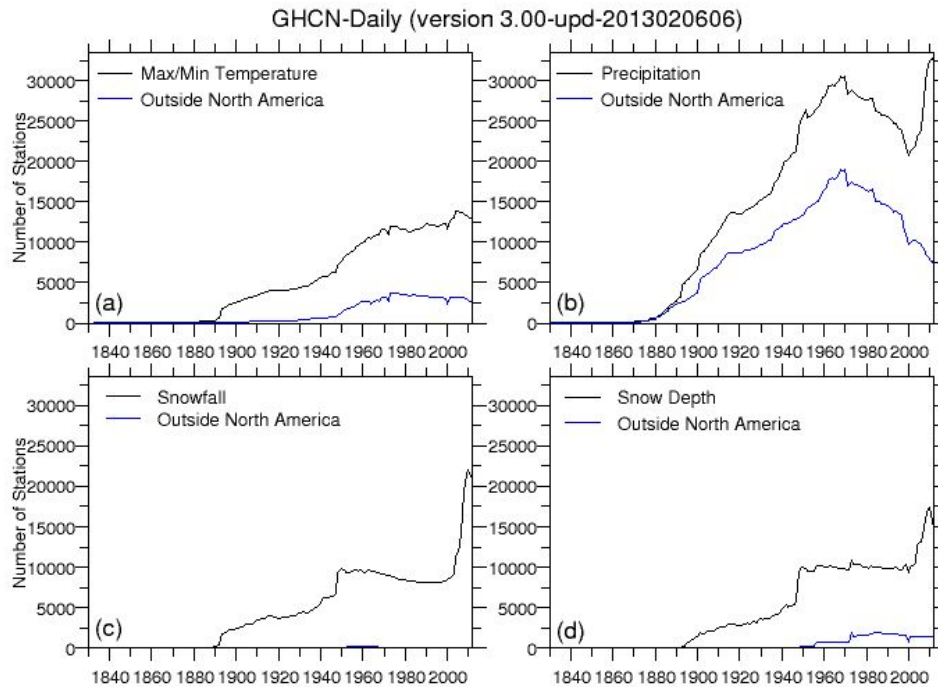 GHCN-Daily (version 3.00-upd-2013020606)
Number of Stations
30000
25000
20000
15000
10000
5000
0
Max/Min Temperature
Outside North America
(a)
1840 1860 1880 1900 1920 1940 1960 1980 2000
30000
25000
20000
15000
10000
5000
0
Precipitation
Outside North America
(b)
1840 1860 1880 1900 1920 1940 1960 1980 2000
Number of Stations
30000
25000
20000
15000
10000
5000
0
Snowfall
Outside North America
(c)
1840 1860 1880 1900 1920 1940 1960 1980 2000
30000
25000
20000
15000
10000
5000
0
Snow Depth
Outside North America
(d)
1840 1860 1880 1900 1920 1940 1960 1980 2000